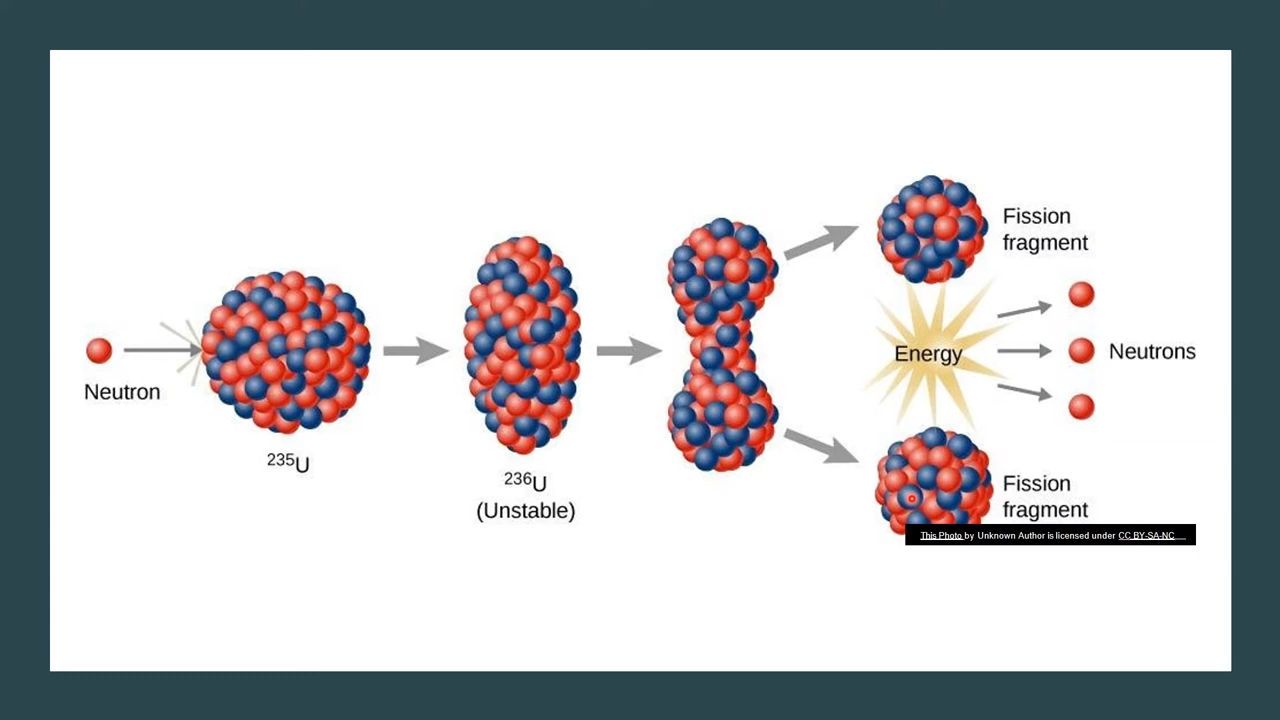 Neutron
²³⁵U
²³⁶U
(Unstable)
Fission
fragment
Energy
Neutrons
Fission
fragment
This Photo by Unknown Author is licensed under CC BY-SA-NC